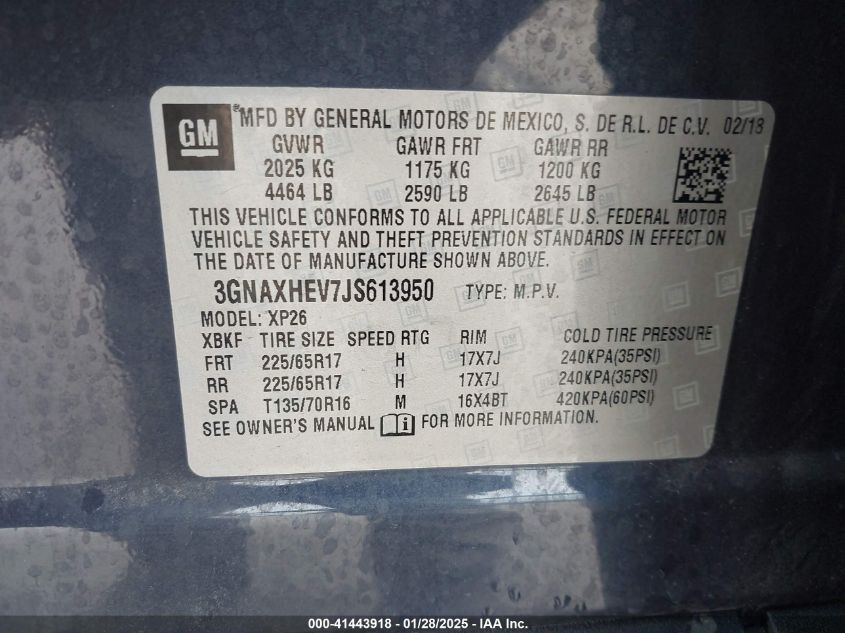 GM ®MFD BY GENERAL MOTORS DE MEXICO, S. DE R.L. DE C.V. 02/18
GVWR GAWR FRT GAWR RR
2025 KG 1175 KG 1200 KG
4464 LB 2590 LB 2645 LB
THIS VEHICLE CONFORMS TO ALL APPLICABLE U.S. FEDERAL MOTOR
VEHICLE SAFETY AND THEFT PREVENTION STANDARDS IN EFFECT ON
THE DATE OF MANUFACTURE SHOWN ABOVE.
3GNAXHEV7JS613950 TYPE: M.P.V.
MODEL: XP26
XBKF TIRE SIZE SPEED RTG RIM COLD TIRE PRESSURE
FRT 225/65R17 H 17X7J 240KPA(35PSI)
RR 225/65R17 H 17X7J 240KPA(35PSI)
SPA T135/70R16 M 16X4BT 420KPA(60PSI)
SEE OWNER'S MANUAL i FOR MORE INFORMATION.
000-41443918 | 01/28/2025 | IAA, Inc.